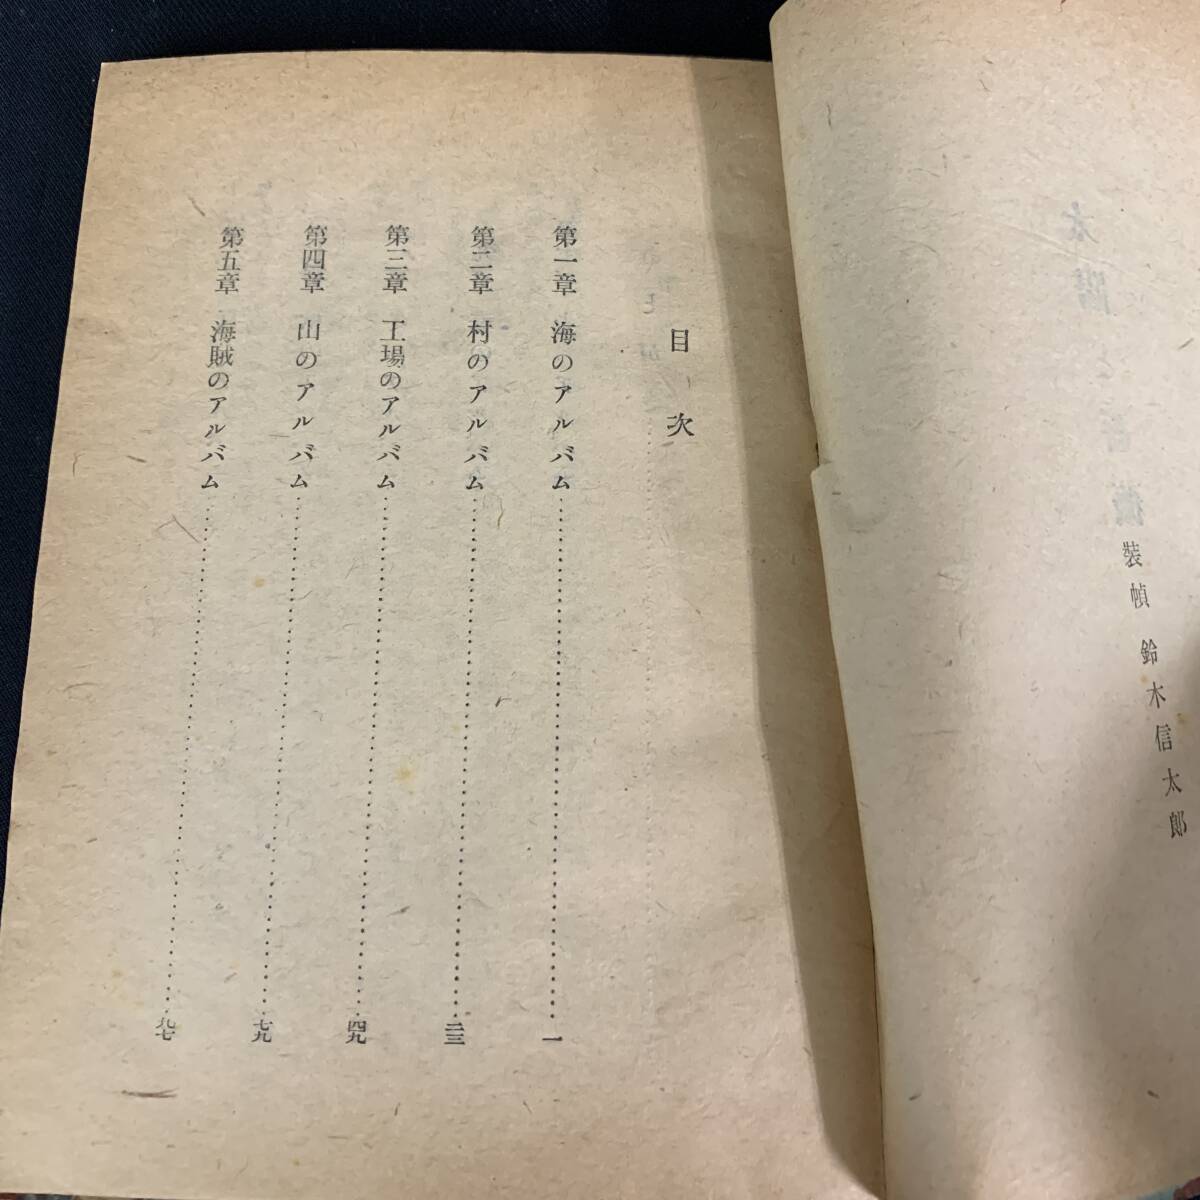 装幀 鈴木信太郎
目次
第一章 海のアルバム……一
第二章 村のアルバム……二三
第三章 工場のアルバム……四九
第四章 山のアルバム……七九
第五章 海賊のアルバム……九七